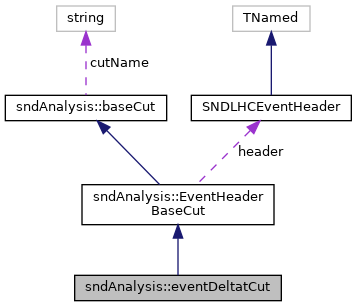 string
TNamed
cutName
sndAnalysis::baseCut
SNDLHCEventHeader
header
sndAnalysis::EventHeader
BaseCut
sndAnalysis::eventDeltatCut